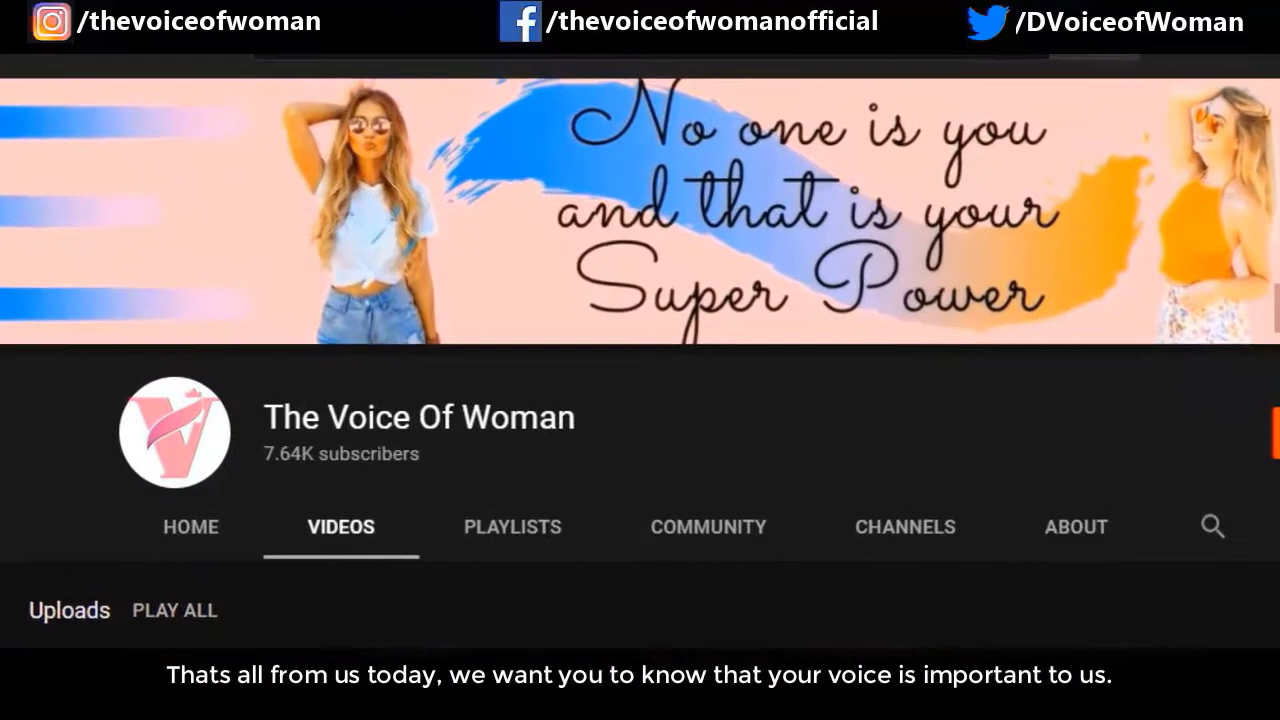 /thevoiceofwoman
/thevoiceofwomanofficial
/DVoiceofWoman
No one is you
and that is your
Super Power
The Voice Of Woman
7.64K subscribers
HOME VIDEOS PLAYLISTS COMMUNITY CHANNELS ABOUT
Uploads PLAY ALL
Thats all from us today, we want you to know that your voice is important to us.